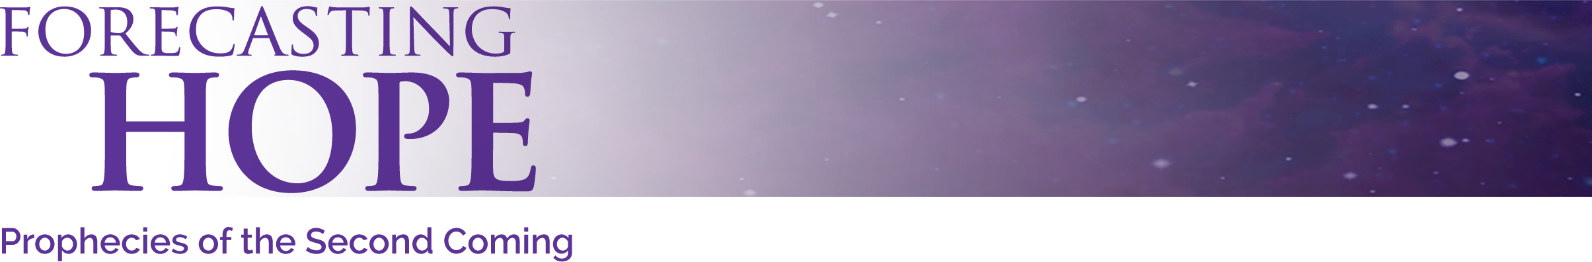 FORECASTING
HOPE
Prophecies of the Second Coming